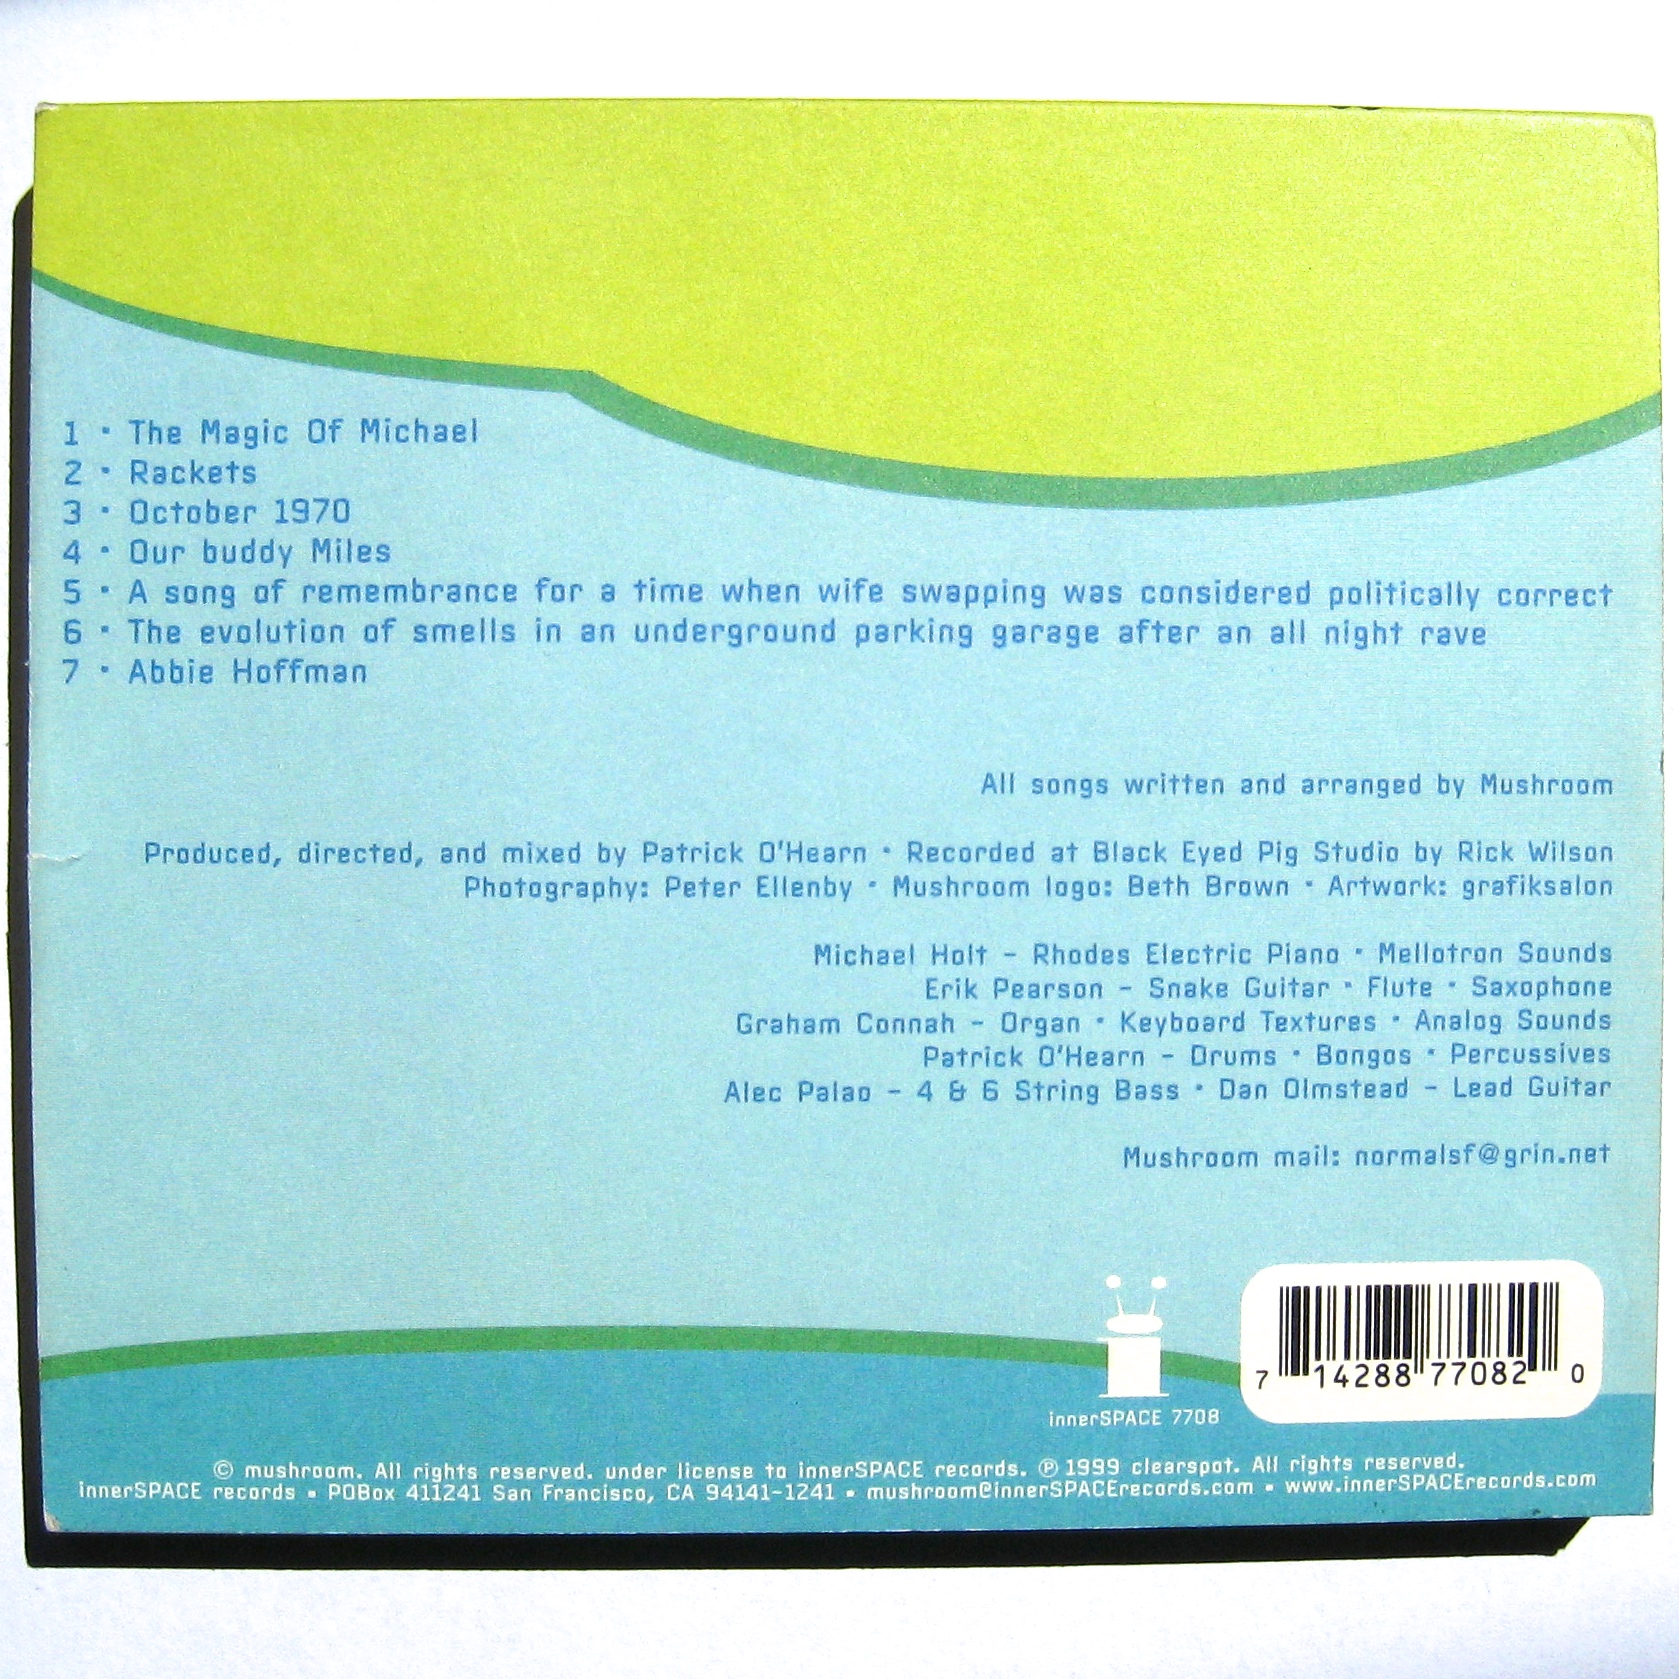 1 · The Magic Of Michael
2 · Rackets
3 · October 1970
4 · Our buddy Miles
5 · A song of remembrance for a time when wife swapping was considered politically correct
6 · The evolution of smells in an underground parking garage after an all night rave
7 · Abbie Hoffman
All songs written and arranged by Mushroom
Produced, directed, and mixed by Patrick O'Hearn · Recorded at Black Eyed Pig Studio by Rick Wilson
Photography: Peter Ellenby · Mushroom logo: Beth Brown · Artwork: grafiksalon
Michael Holt – Rhodes Electric Piano · Mellotron Sounds
Erik Pearson – Snake Guitar · Flute · Saxophone
Graham Connah – Organ · Keyboard Textures · Analog Sounds
Patrick O'Hearn – Drums · Bongos · Percussives
Alec Palao – 4 & 6 String Bass · Dan Olmstead – Lead Guitar
Mushroom mail: normalsf@grin.net
7 14288 77082 0
innerSPACE 7708
© mushroom. All rights reserved. under license to innerSPACE records. ℗ 1999 clearspot. All rights reserved.
innerSPACE records ▪ POBox 411241 San Francisco, CA 94141-1241 ▪ mushroom@innerSPACErecords.com ▪ www.innerSPACErecords.com